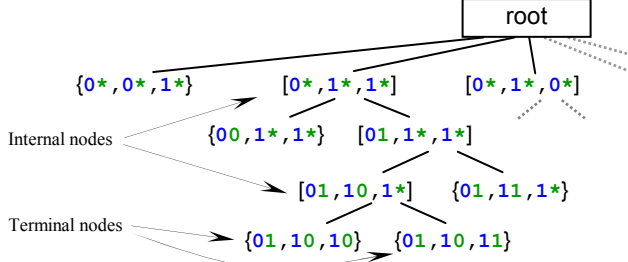 root
{0*,0*,1*} [0*,1*,1*] [0*,1*,0*]
Internal nodes
{00,1*,1*} [01,1*,1*]
[01,10,1*] {01,11,1*}
Terminal nodes
{01,10,10} {01,10,11}